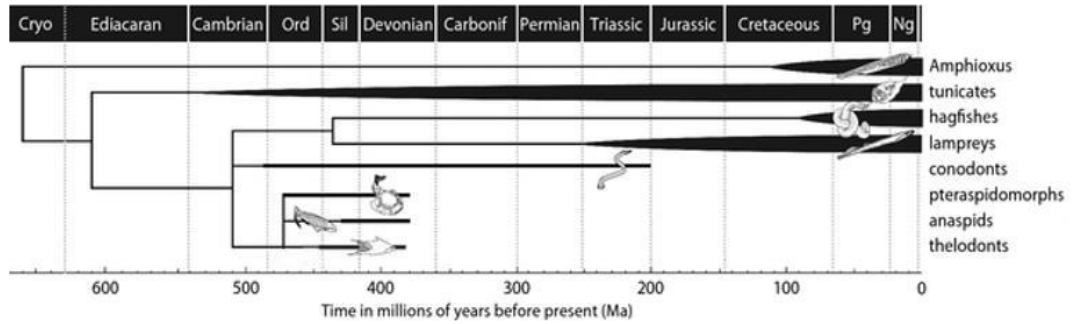 Cryo Ediacaran Cambrian Ord Sil Devonian Carbonif Permian Triassic Jurassic Cretaceous Pg Ng
Amphioxus
tunicates
hagfishes
lampreys
conodonts
pteraspidomorphs
anaspids
thelodonts
600 500 400 300 200 100 0
Time in millions of years before present (Ma)